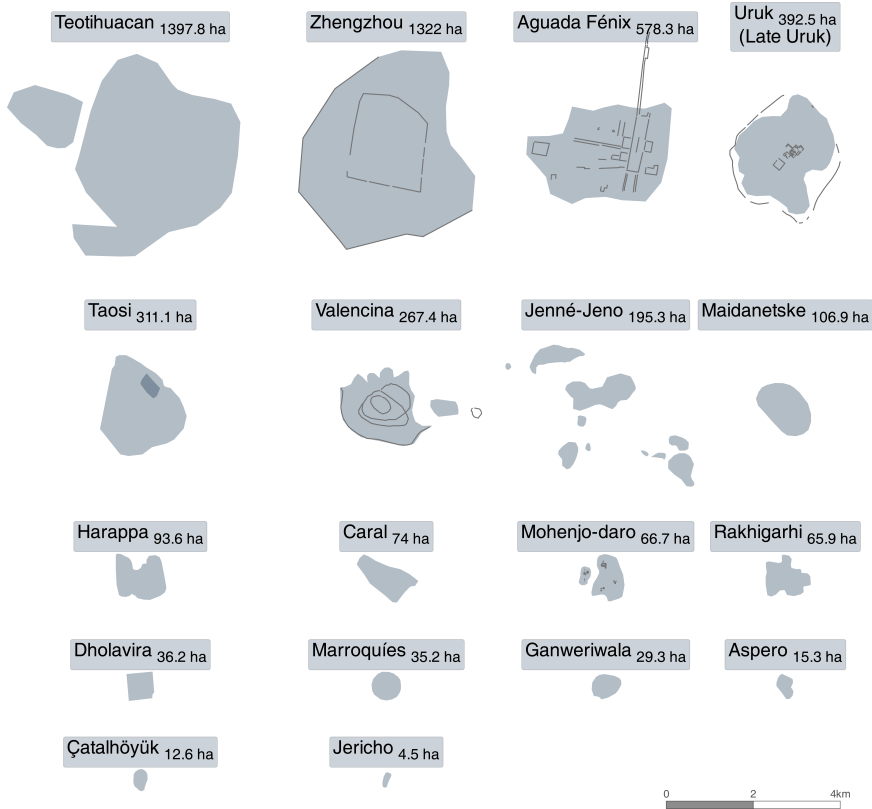 Teotihuacan 1397.8 ha
Zhengzhou 1322 ha
Aguada Fénix 578.3 ha
Uruk 392.5 ha
(Late Uruk)
Taosi 311.1 ha
Valencina 267.4 ha
Jenné-Jeno 195.3 ha
Maidanetske 106.9 ha
Harappa 93.6 ha
Caral 74 ha
Mohenjo-daro 66.7 ha
Rakhigarhi 65.9 ha
Dholavira 36.2 ha
Marroquíes 35.2 ha
Ganweriwala 29.3 ha
Aspero 15.3 ha
Çatalhöyük 12.6 ha
Jericho 4.5 ha
0 2 4km